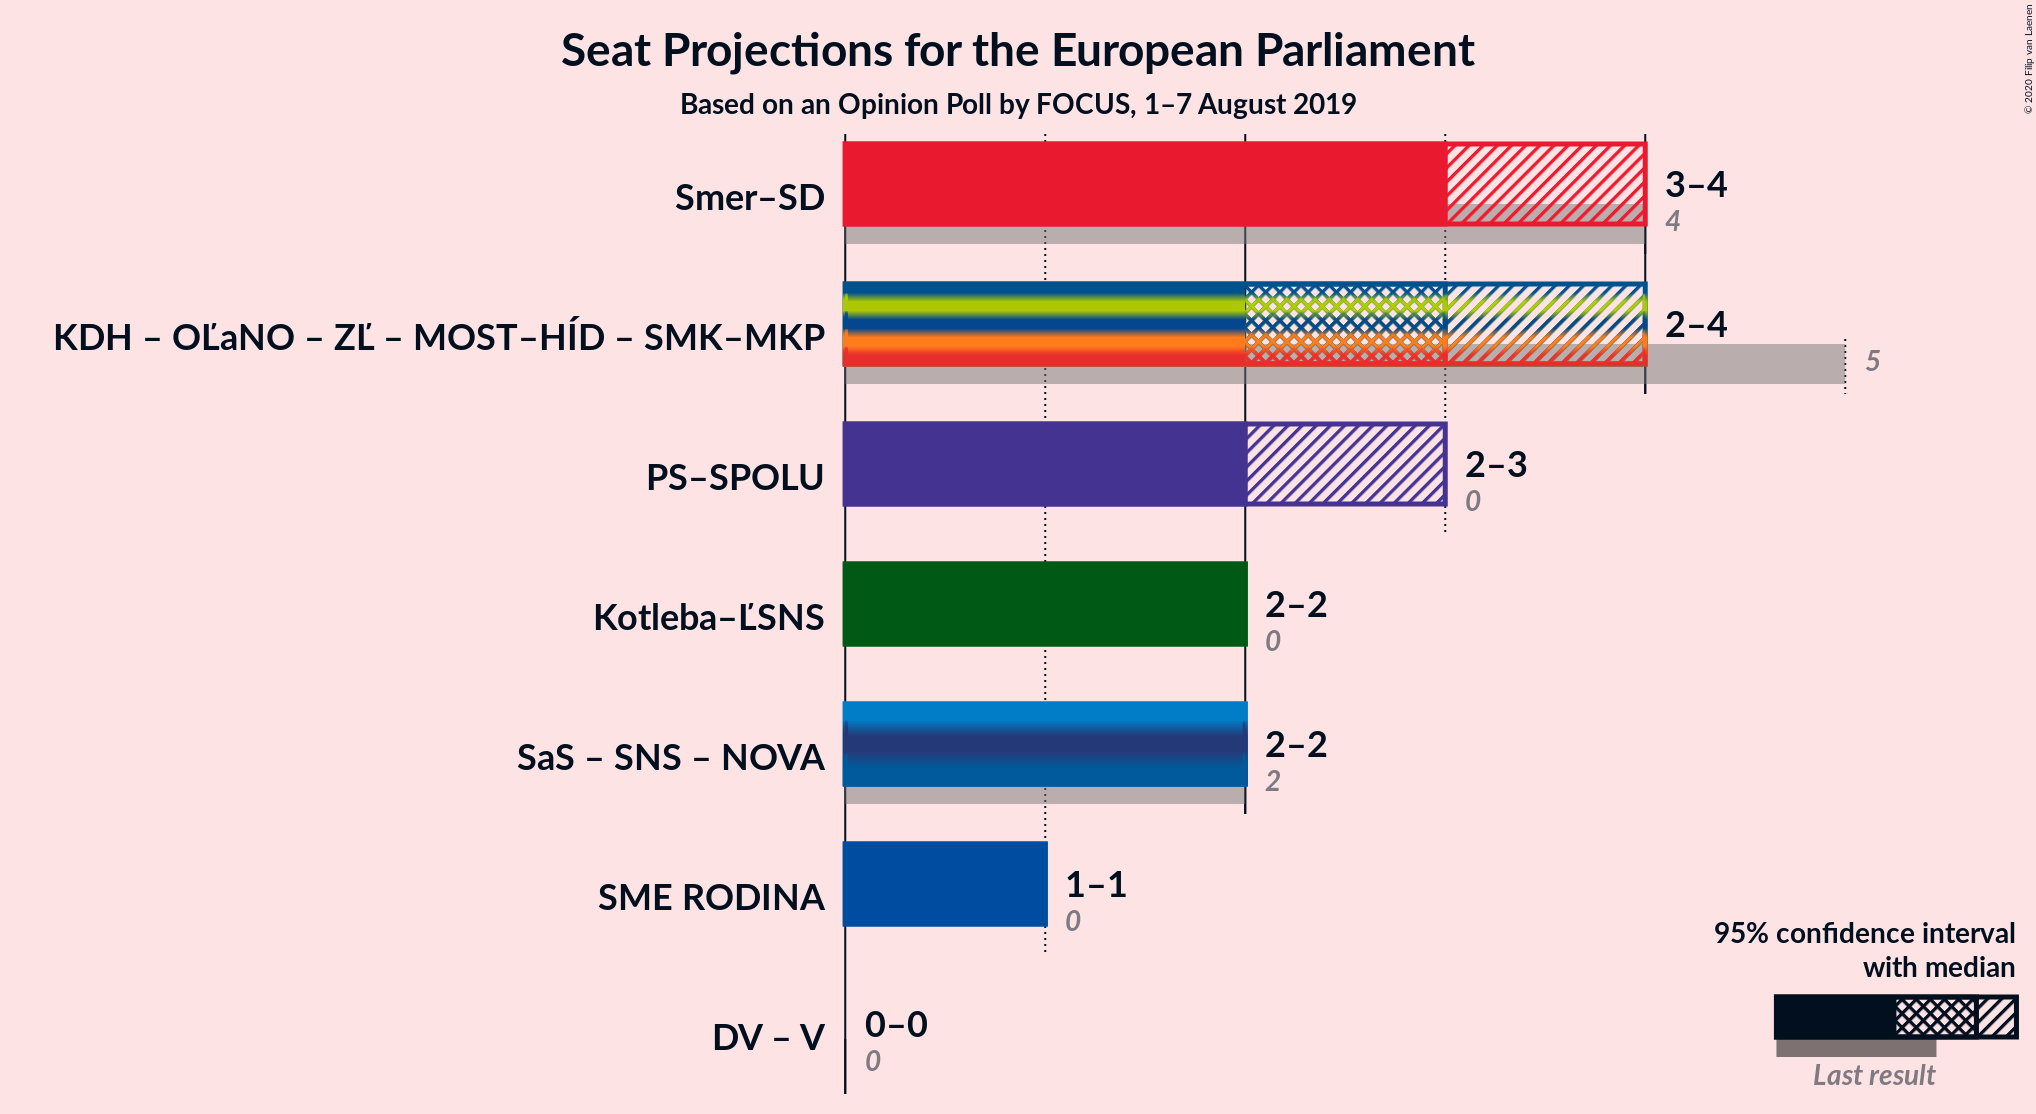 Seat Projections for the European Parliament
Based on an Opinion Poll by FOCUS, 1–7 August 2019
© 2020 Filip van Laenen
Smer–SD
3–4
4
KDH – OĽaNO – ZĽ – MOST–HÍD – SMK–MKP
2–4
5
PS–SPOLU
2–3
0
Kotleba–ĽSNS
2–2
0
SaS – SNS – NOVA
2–2
2
SME RODINA
1–1
0
DV – V
0–0
0
95% confidence interval
with median
Last result